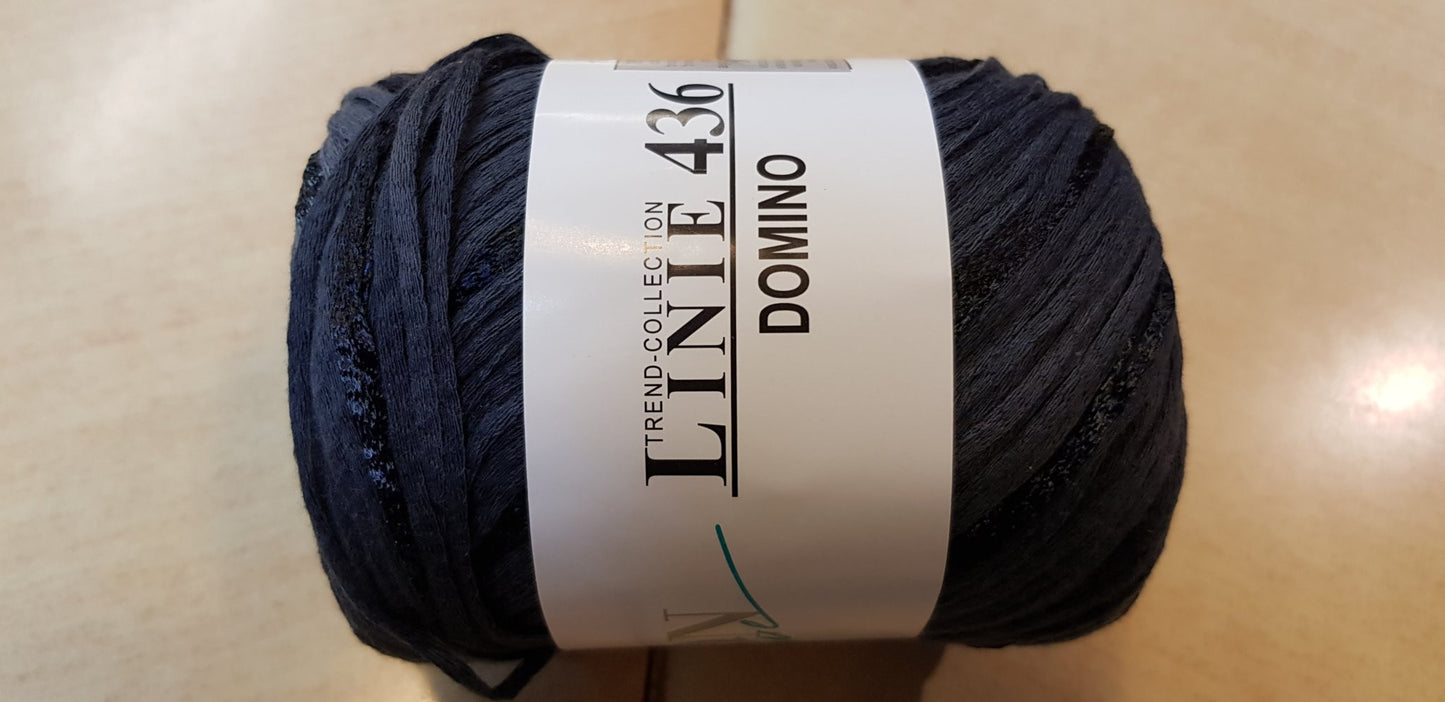 TREND-COLLECTION
LINIE 436
DOMINO